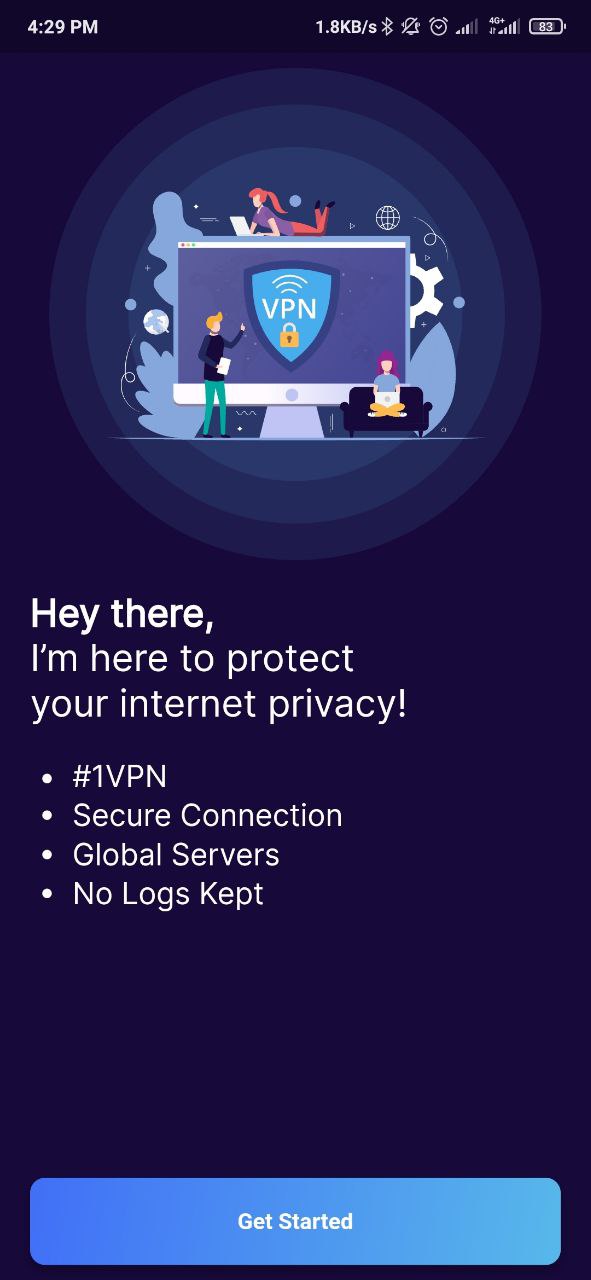 4:29 PM 1.8KB/s 4G+ 83
VPN
Hey there,
I'm here to protect
your internet privacy!
• #1VPN
• Secure Connection
• Global Servers
• No Logs Kept
Get Started